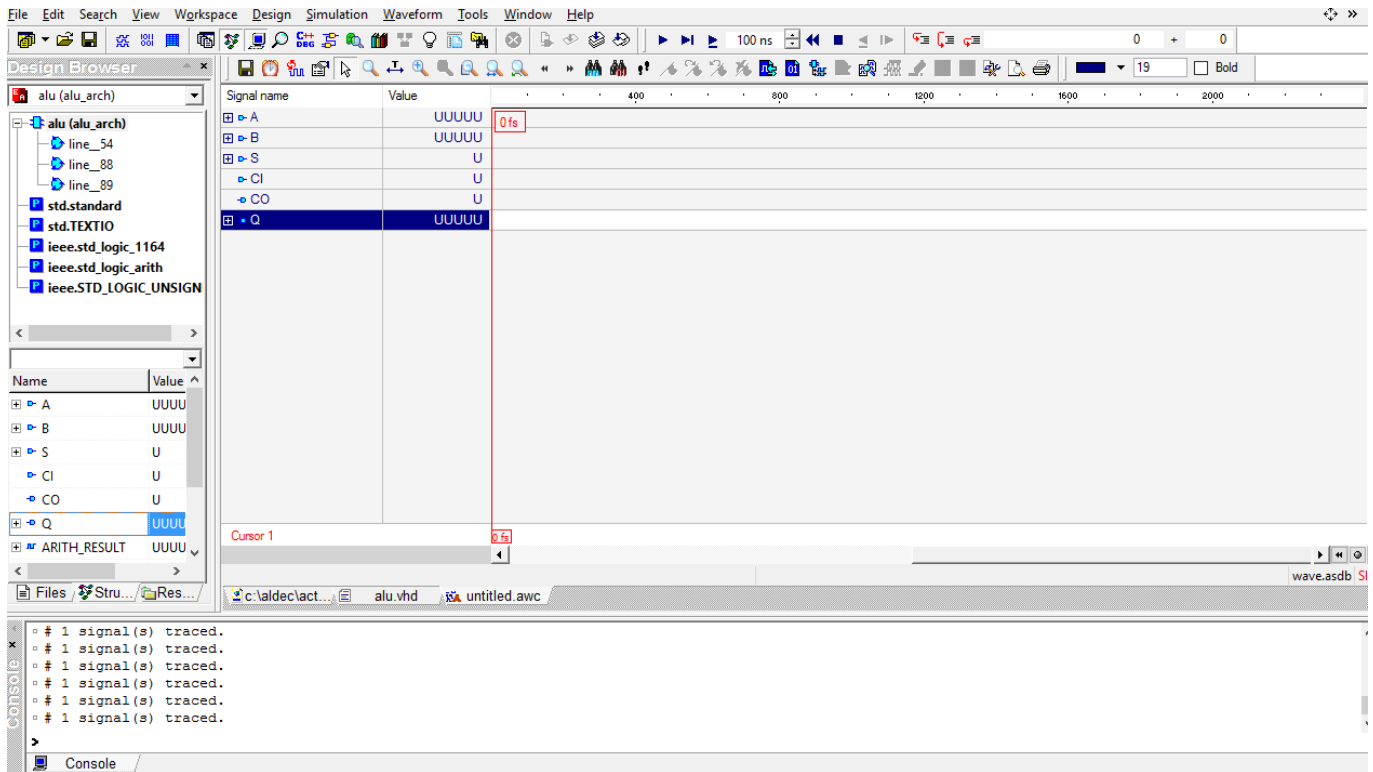 File Edit Search View Workspace Design Simulation Waveform Tools Window Help
C++ DBG 100 ns 0 + 0
Design Browser 19 Bold
alu (alu_arch)
alu (alu_arch)
line__54
line__88
line__89
std.standard
std.TEXTIO
ieee.std_logic_1164
ieee.std_logic_arith
ieee.STD_LOGIC_UNSIGN
Name Value
A UUUU
B UUUU
S U
CI U
CO U
Q UUUU
ARITH_RESULT UUUU
Files Stru... Res...
Signal name Value 400 800 1200 1600 2000
A UUUUU 0 fs
B UUUUU
S U
CI U
CO U
Q UUUUU
Cursor 1 0 fs
wave.asdb
c:\aldec\act... alu.vhd untitled.awc
# 1 signal(s) traced.
# 1 signal(s) traced.
# 1 signal(s) traced.
# 1 signal(s) traced.
# 1 signal(s) traced.
# 1 signal(s) traced.
>
Console
Console